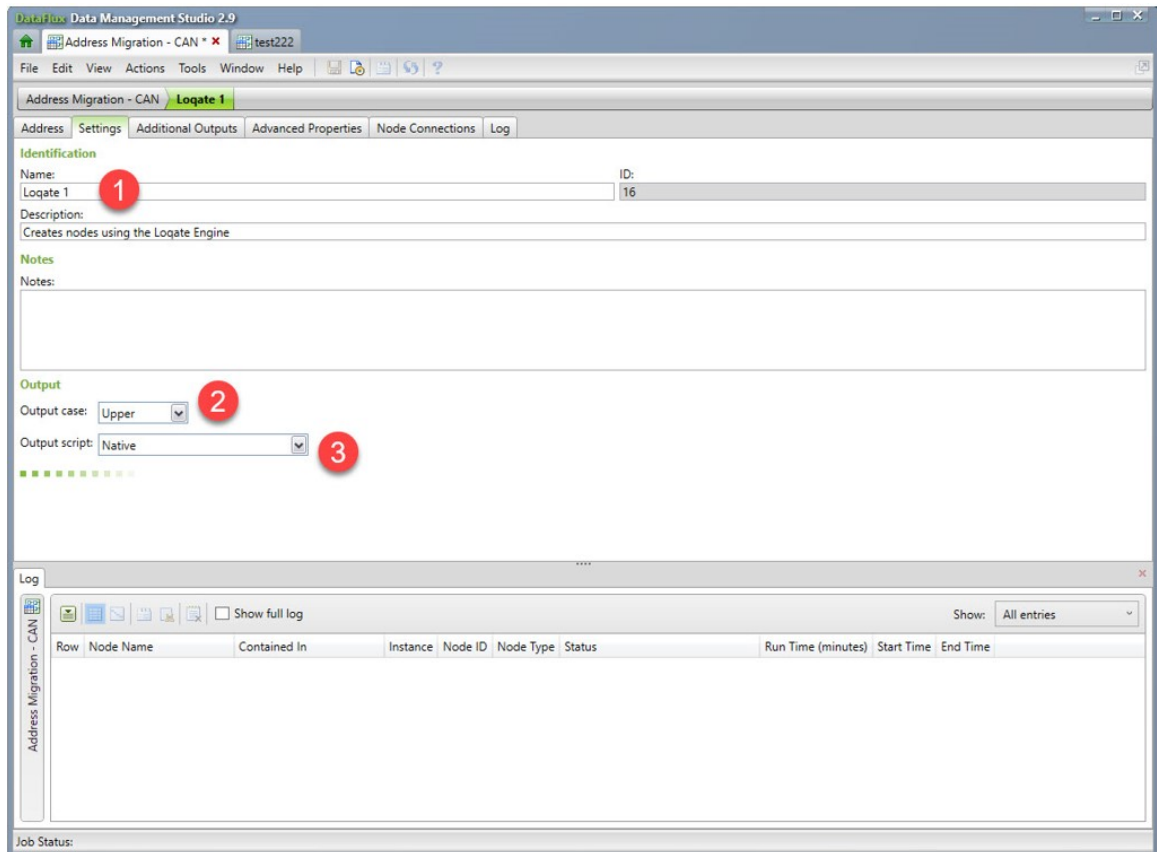 DataFlux Data Management Studio 2.9
Address Migration - CAN * test222
File Edit View Actions Tools Window Help
Address Migration - CAN Loqate 1
Address Settings Additional Outputs Advanced Properties Node Connections Log
Identification
Name: ID:
Loqate 1 1 16
Description:
Creates nodes using the Loqate Engine
Notes
Notes:
Output
Output case: Upper 2
Output script: Native 3
Log
Show full log Show: All entries
Row Node Name Contained In Instance Node ID Node Type Status Run Time (minutes) Start Time End Time
Address Migration - CAN
Job Status: